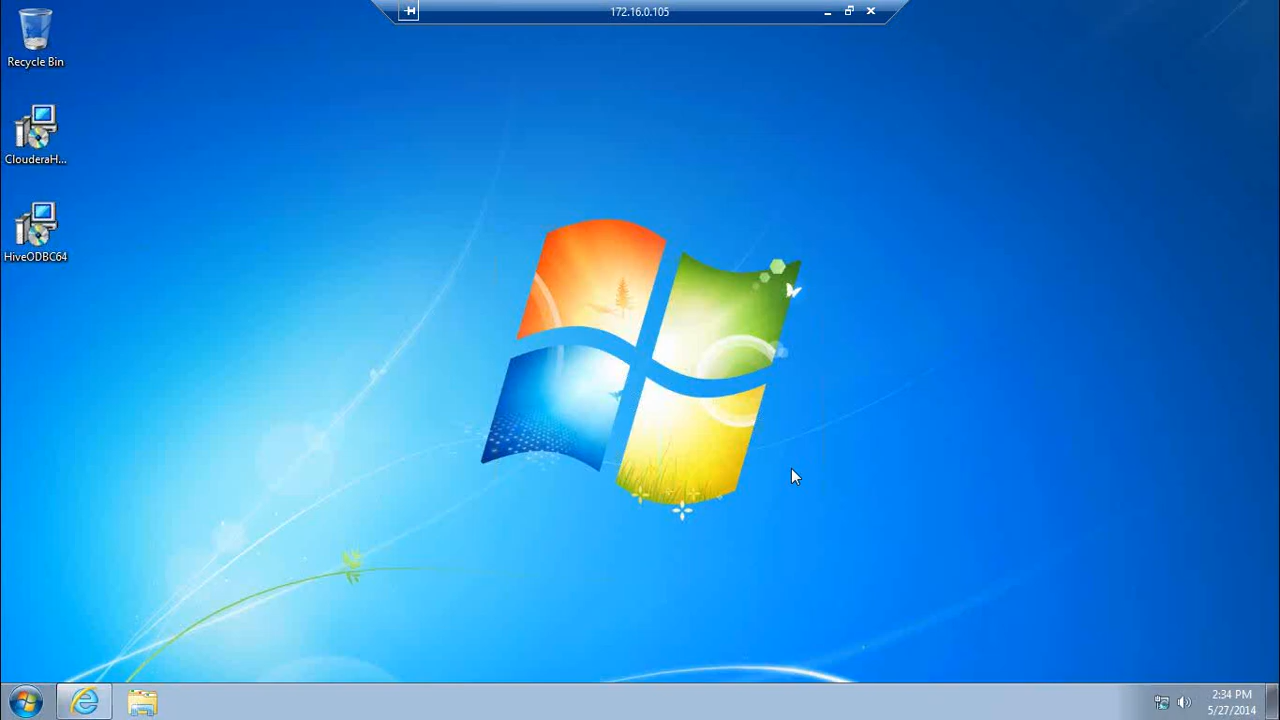 172.16.0.105
Recycle Bin
ClouderaH...
HiveODBC64
2:34 PM
5/27/2014